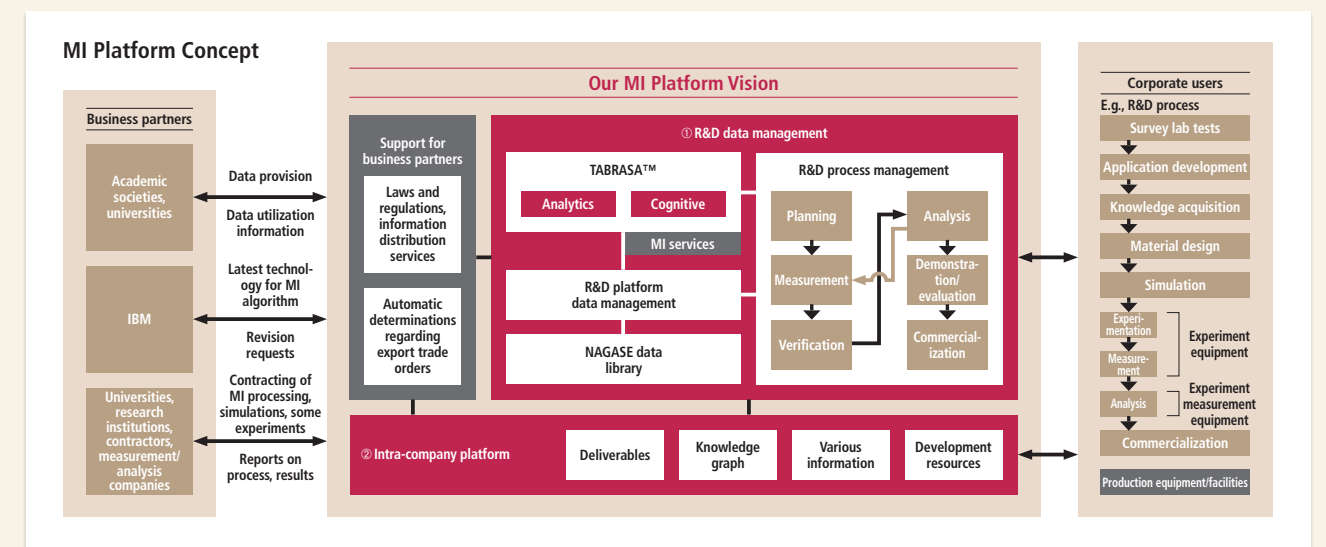 MI Platform Concept
Business partners
Academic
societies,
universities
IBM
Universities,
research
institutions,
contractors,
measurement/
analysis
companies
Data provision
Data utilization
information
Latest technol-
ogy for MI
algorithm
Revision
requests
Contracting of
MI processing,
simulations, some
experiments
Reports on
process, results
Our MI Platform Vision
Support for
business partners
Laws and
regulations,
information
distribution
services
Automatic
determinations
regarding
export trade
orders
① R&D data management
TABRASA™
Analytics
Cognitive
MI services
R&D platform
data management
NAGASE data
library
R&D process management
Planning
Measurement
Verification
Analysis
Demonstra-
tion/
evaluation
Commercial-
ization
② Intra-company platform
Deliverables
Knowledge
graph
Various
information
Development
resources
Corporate users
E.g., R&D process
Survey lab tests
Application development
Knowledge acquisition
Material design
Simulation
Experi-
mentation
Measure-
ment
Experiment
equipment
Analysis
Experiment
measurement
equipment
Commercialization
Production equipment/facilities